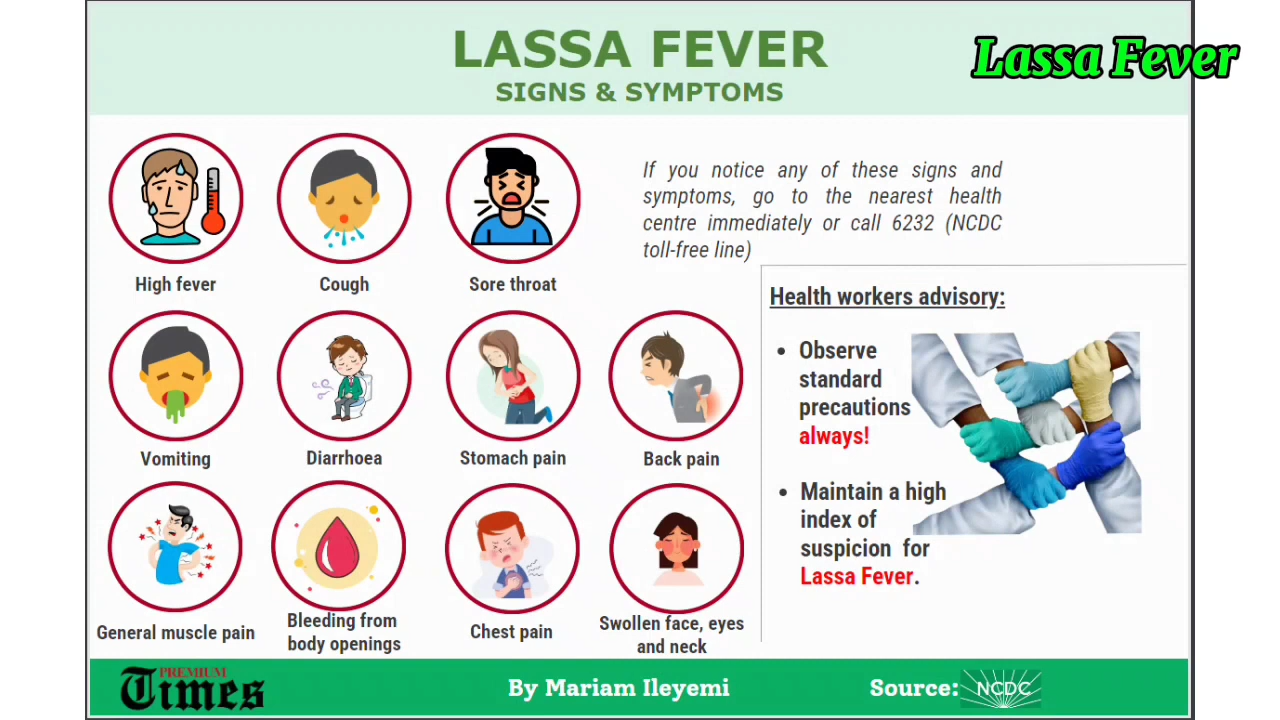 LASSA FEVER
SIGNS & SYMPTOMS
Lassa Fever
High fever
Cough
Sore throat
If you notice any of these signs and
symptoms, go to the nearest health
centre immediately or call 6232 (NCDC
toll-free line)
Vomiting
Diarrhoea
Stomach pain
Back pain
General muscle pain
Bleeding from
body openings
Chest pain
Swollen face, eyes
and neck
Health workers advisory:
• Observe
standard
precautions
always!
• Maintain a high
index of
suspicion for
Lassa Fever.
PREMIUM
Times
By Mariam Ileyemi
Source:
NCDC